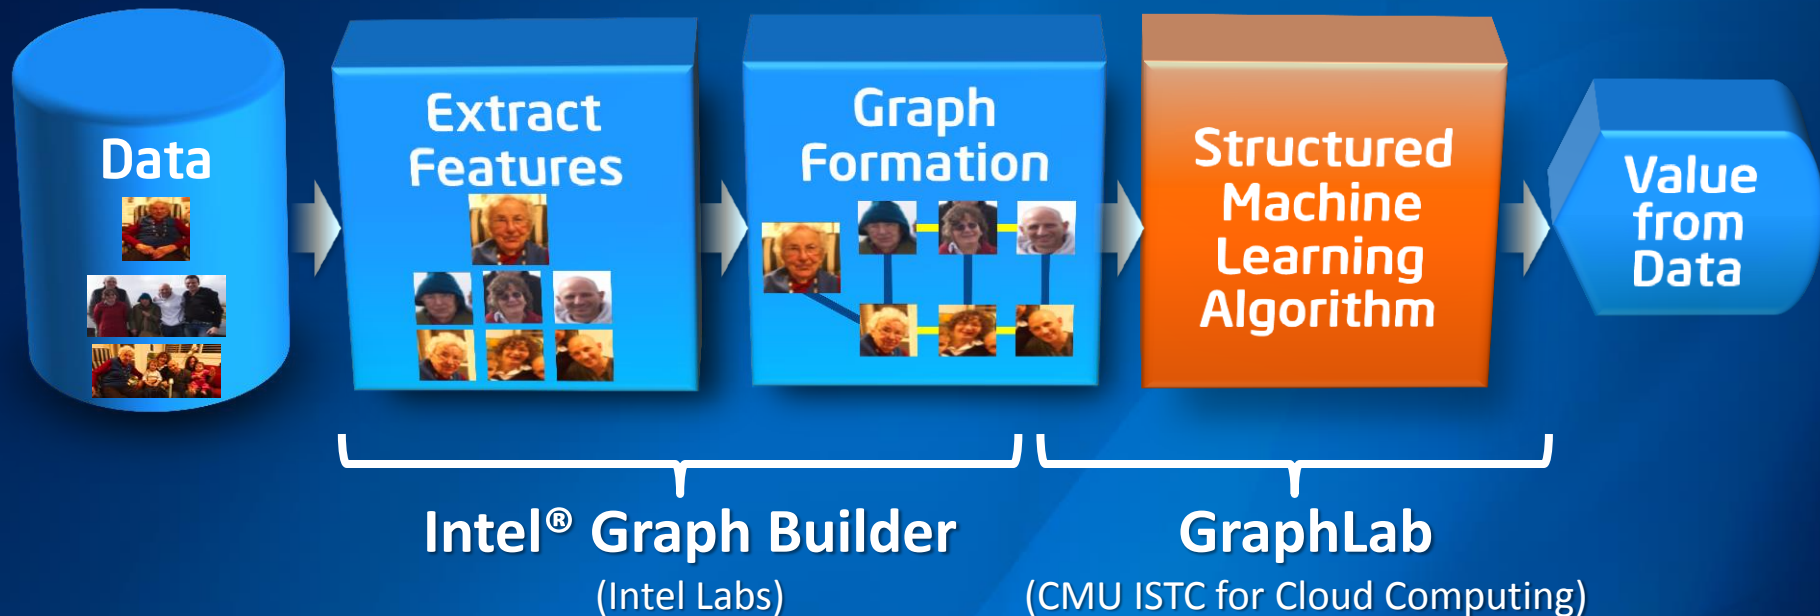 Data
Extract
Features
Graph
Formation
Structured
Machine
Learning
Algorithm
Value
from
Data
Intel® Graph Builder
(Intel Labs)
GraphLab
(CMU ISTC for Cloud Computing)